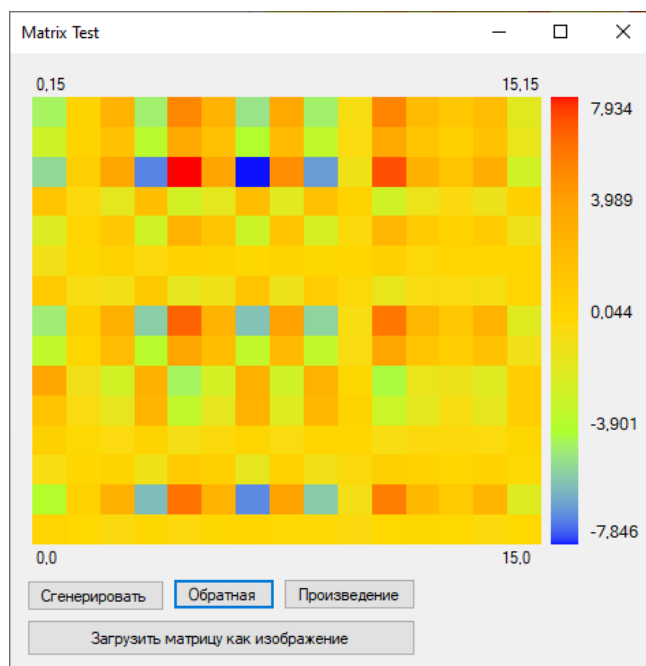 Matrix Test
0,15 15,15
7,934
3,989
0,044
-3,901
-7,846
0,0 15,0
Сгенерировать Обратная Произведение
Загрузить матрицу как изображение